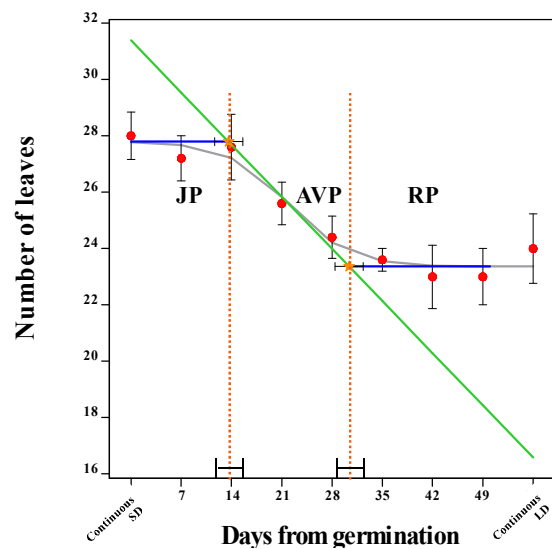 Number of leaves
32
30
28
26
24
22
20
18
16
JP
AVP
RP
Continuous SD
7
14
21
28
35
42
49
Continuous LD
Days from germination